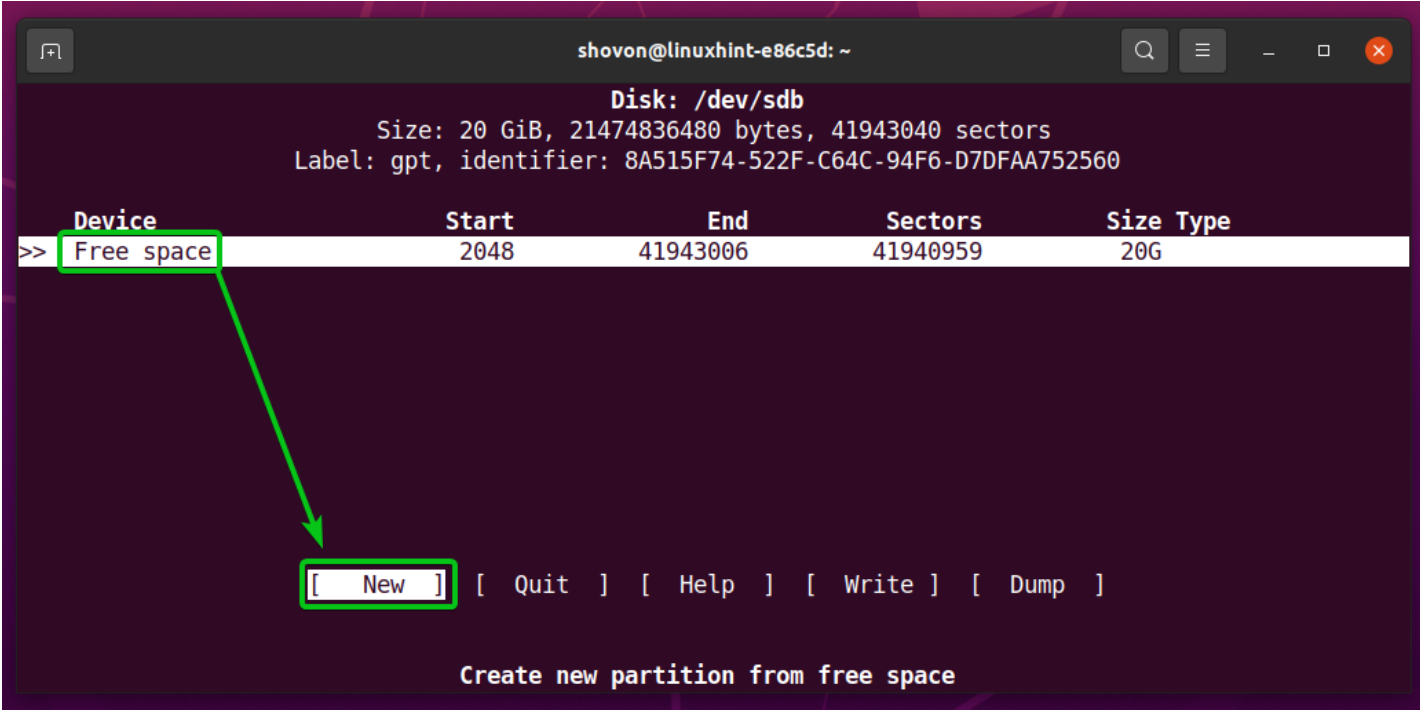 shovon@linuxhint-e86c5d: ~
Disk: /dev/sdb
Size: 20 GiB, 21474836480 bytes, 41943040 sectors
Label: gpt, identifier: 8A515F74-522F-C64C-94F6-D7DFAA752560
Device Start End Sectors Size Type
>> Free space 2048 41943006 41940959 20G
[ New ] [ Quit ] [ Help ] [ Write ] [ Dump ]
Create new partition from free space